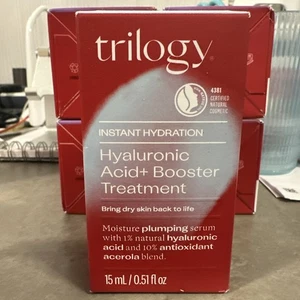 trilogy
4381
CERTIFIED
NATURAL
COSMETIC
INSTANT HYDRATION
Hyaluronic
Acid+ Booster
Treatment
Bring dry skin back to life
Moisture plumping serum
with 1% natural hyaluronic
acid and 10% antioxidant
acerola blend.
15 mL / 0.51 fl oz